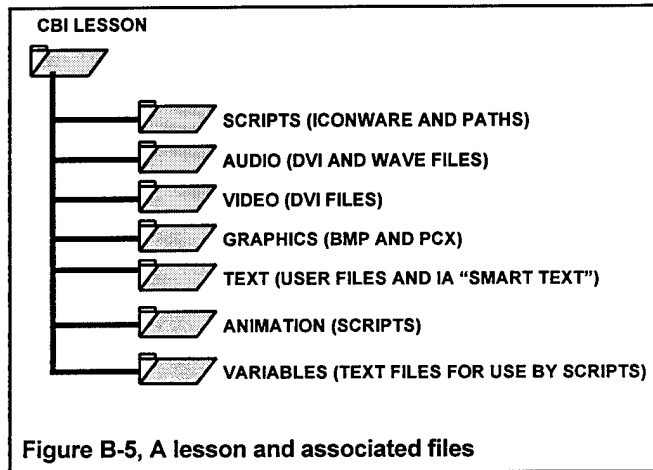 CBI LESSON
SCRIPTS (ICONWARE AND PATHS)
AUDIO (DVI AND WAVE FILES)
VIDEO (DVI FILES)
GRAPHICS (BMP AND PCX)
TEXT (USER FILES AND IA “SMART TEXT”)
ANIMATION (SCRIPTS)
VARIABLES (TEXT FILES FOR USE BY SCRIPTS)
Figure B-5, A lesson and associated files